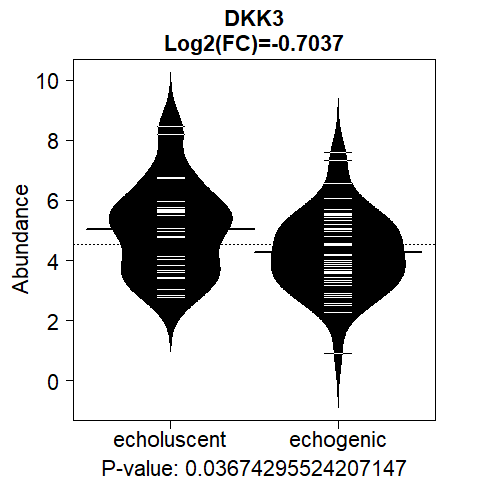 DKK3
Log2(FC)=-0.7037
Abundance
10
8
6
4
2
0
echoluscent echogenic
P-value: 0.03674295524207147